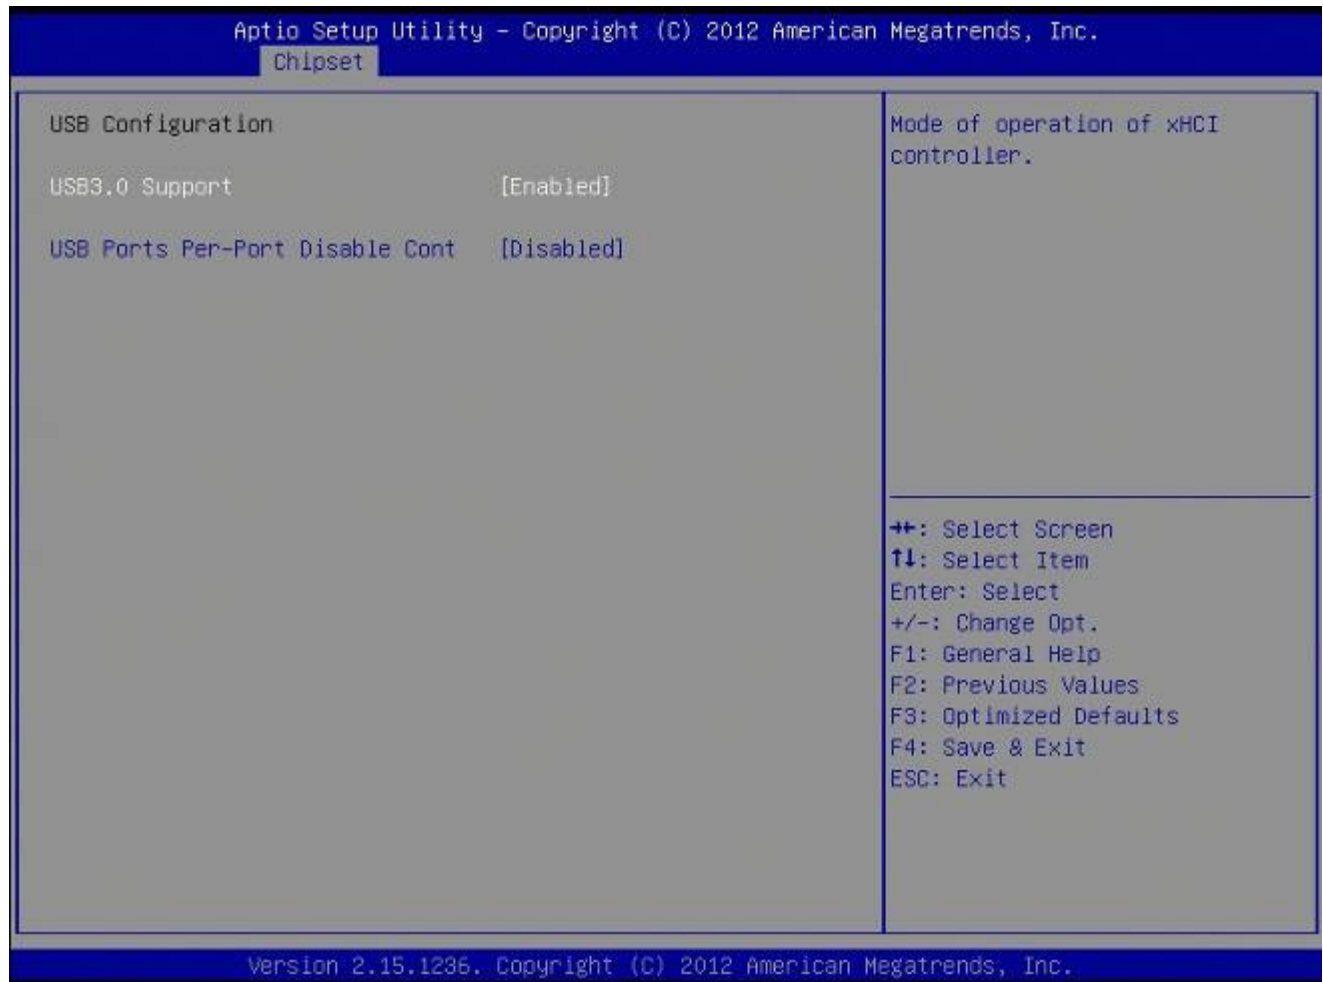 Aptio Setup Utility - Copyright (C) 2012 American Megatrends, Inc.
Chipset
USB Configuration
USB3.0 Support [Enabled]
USB Ports Per-Port Disable Cont [Disabled]
Mode of operation of xHCI
controller.
→←: Select Screen
↑↓: Select Item
Enter: Select
+/-: Change Opt.
F1: General Help
F2: Previous Values
F3: Optimized Defaults
F4: Save & Exit
ESC: Exit
Version 2.15.1236. Copyright (C) 2012 American Megatrends, Inc.